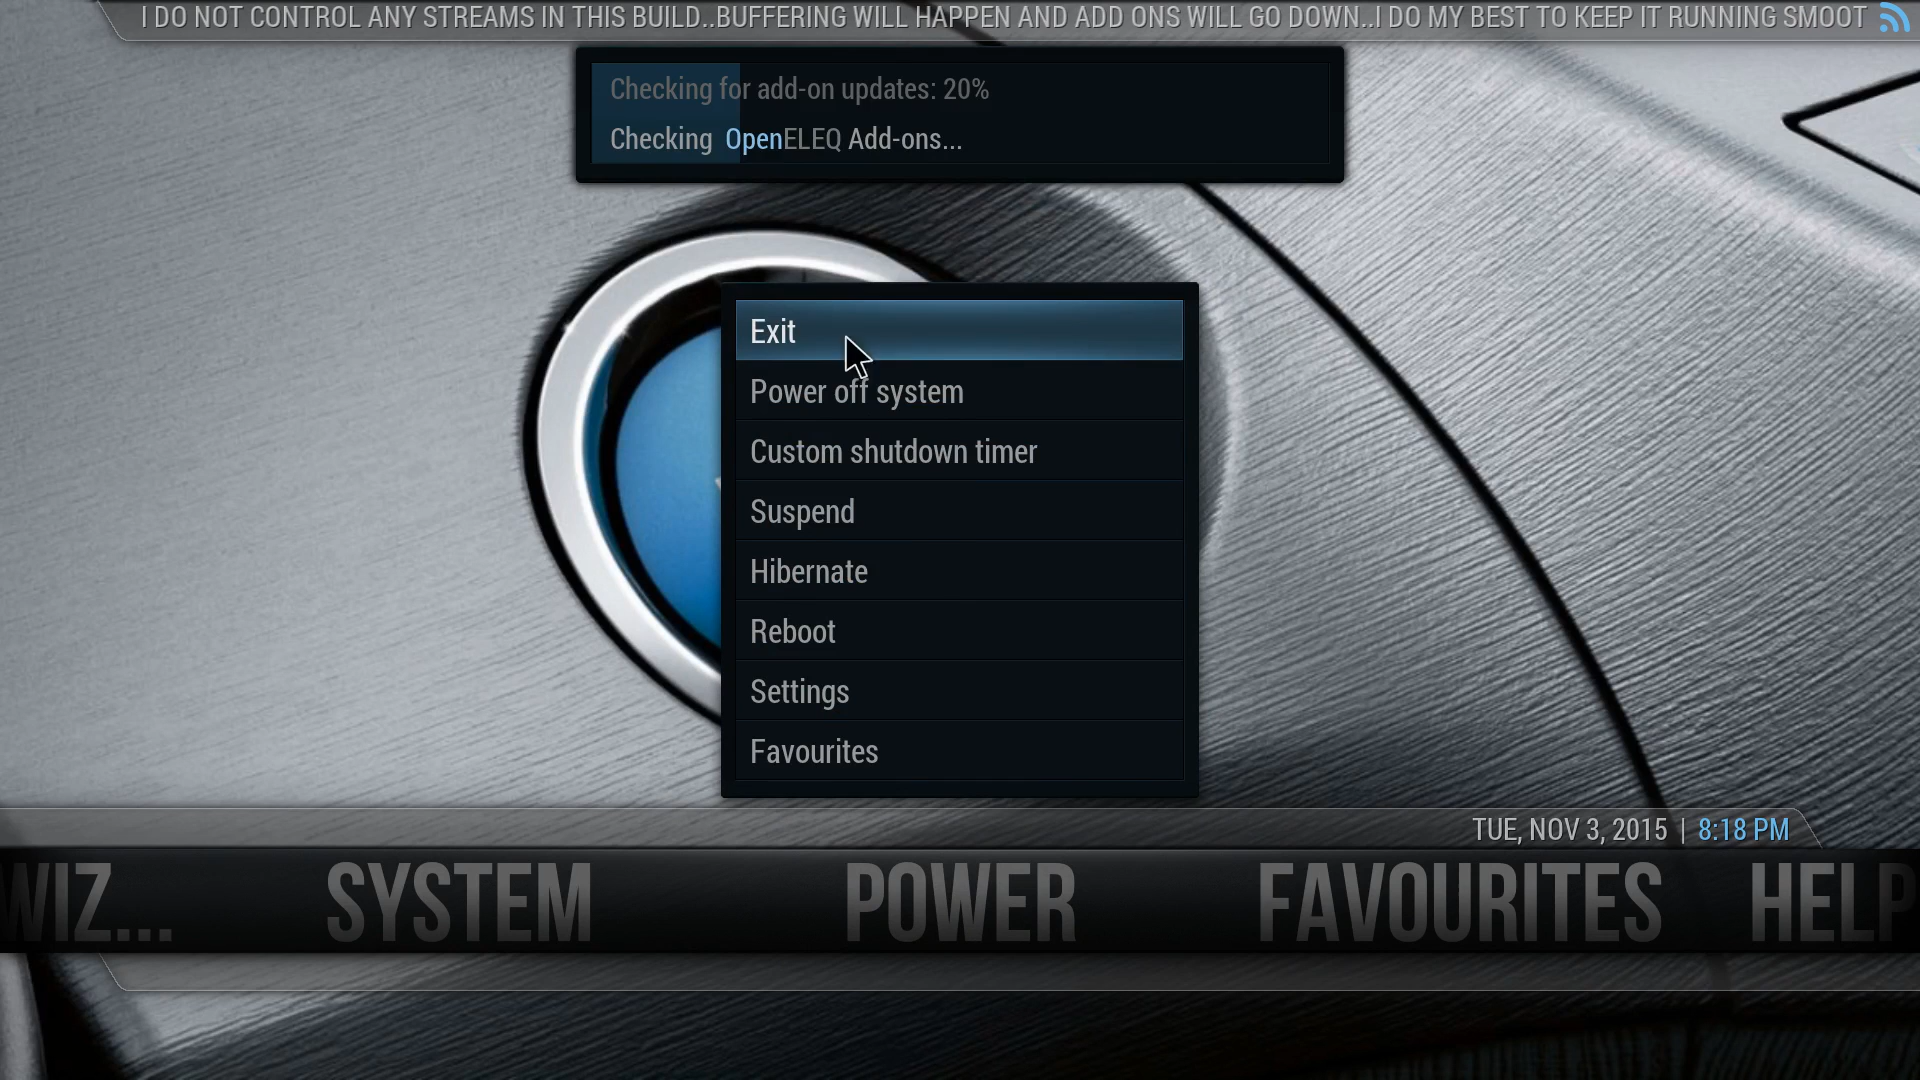 I DO NOT CONTROL ANY STREAMS IN THIS BUILD..BUFFERING WILL HAPPEN AND ADD ONS WILL GO DOWN..I DO MY BEST TO KEEP IT RUNNING SMOOT
Checking for add-on updates: 20%
Checking OpenELEQ Add-ons...
Exit
Power off system
Custom shutdown timer
Suspend
Hibernate
Reboot
Settings
Favourites
TUE, NOV 3, 2015 | 8:18 PM
WIZ... SYSTEM POWER FAVOURITES HELP